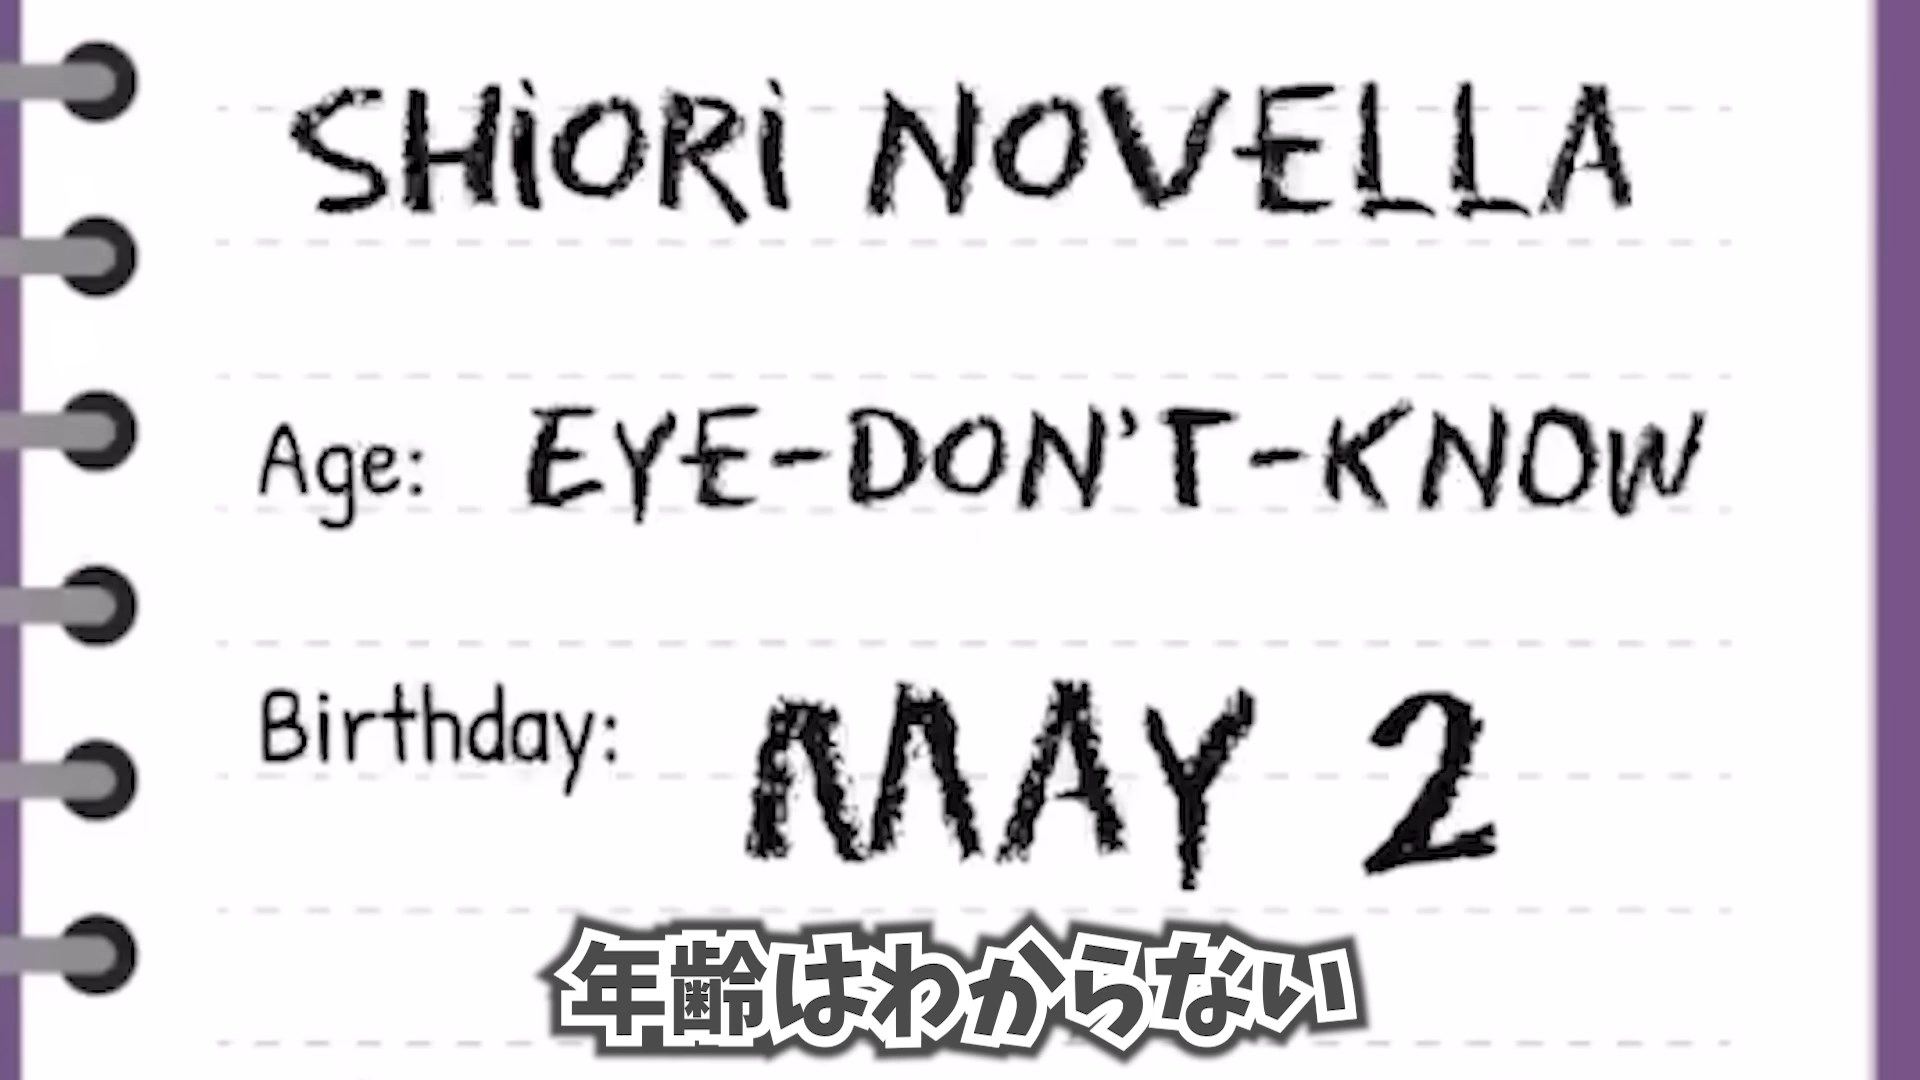 SHiORi NOVELLA
Age: EYE-DON'T-KNOW
Birthday: MAY 2
年齢はわからない